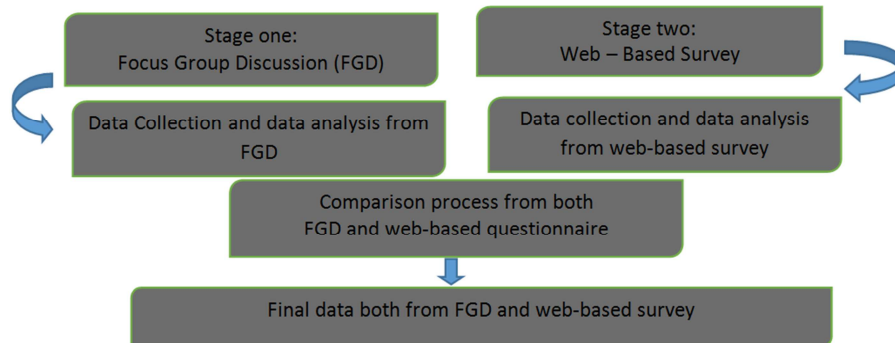 Stage one:
Focus Group Discussion (FGD)
Stage two:
Web – Based Survey
Data Collection and data analysis from
FGD
Data collection and data analysis
from web-based survey
Comparison process from both
FGD and web-based questionnaire
Final data both from FGD and web-based survey